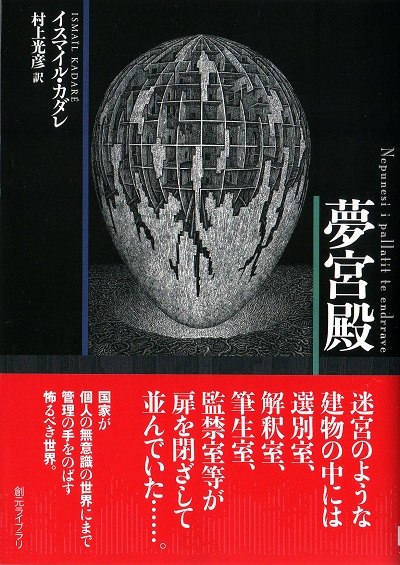 ISMAÏL KADARÉ
イスマイル・カダレ
村上光彦 訳
Nepunesi i pallatit te endrrave
夢宮殿
迷宮のような
建物の中には
選別室、
解釈室、
筆生室、
監禁室等が
扉を閉ざして
並んでいた……。
国家が
個人の無意識の世界にまで
管理の手をのばす
怖るべき世界。
創元ライブラリ